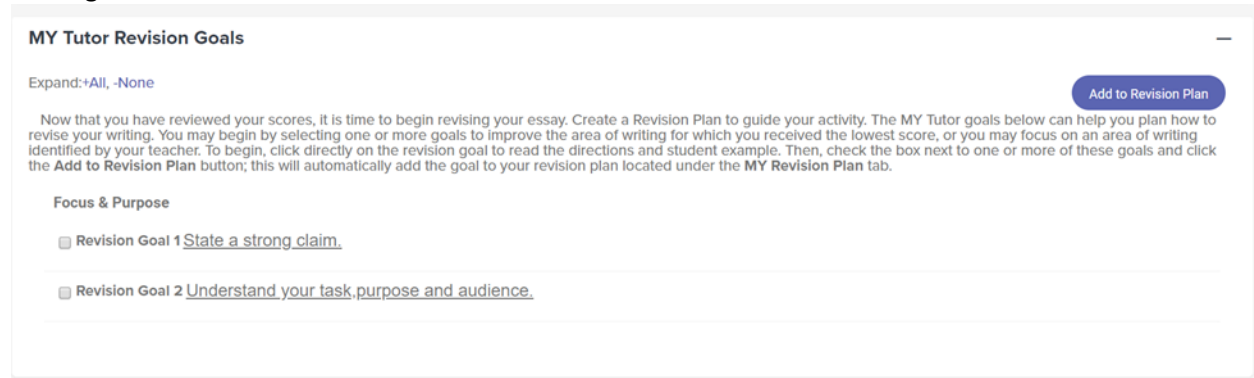 MY Tutor Revision Goals
Expand:+All, -None
Add to Revision Plan
Now that you have reviewed your scores, it is time to begin revising your essay. Create a Revision Plan to guide your activity. The MY Tutor goals below can help you plan how to
revise your writing. You may begin by selecting one or more goals to improve the area of writing for which you received the lowest score, or you may focus on an area of writing
identified by your teacher. To begin, click directly on the revision goal to read the directions and student example. Then, check the box next to one or more of these goals and click
the Add to Revision Plan button; this will automatically add the goal to your revision plan located under the MY Revision Plan tab.
Focus & Purpose
Revision Goal 1 State a strong claim.
Revision Goal 2 Understand your task,purpose and audience.